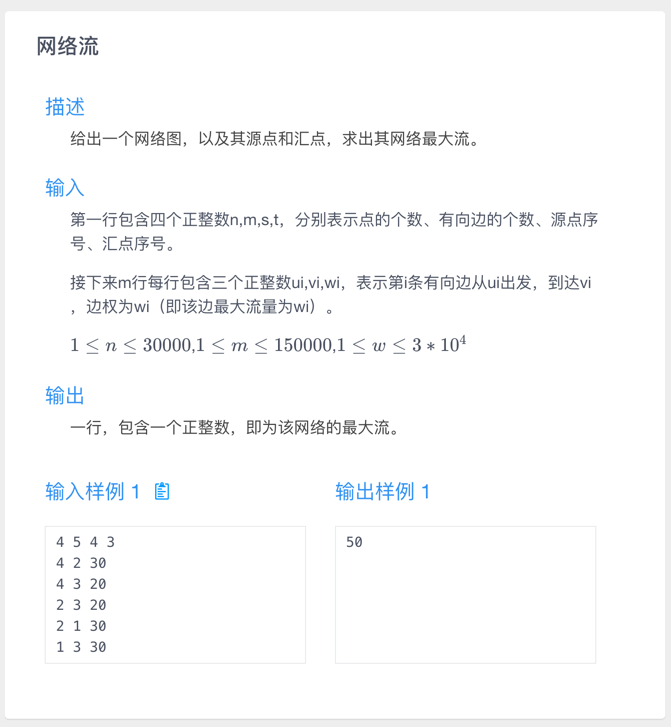 网络流
描述
给出一个网络图，以及其源点和汇点，求出其网络最大流。
输入
第一行包含四个正整数n,m,s,t，分别表示点的个数、有向边的个数、源点序
号、汇点序号。
接下来m行每行包含三个正整数ui,vi,wi，表示第i条有向边从ui出发，到达vi
，边权为wi（即该边最大流量为wi）。
1 ≤ n ≤ 30000,1 ≤ m ≤ 150000,1 ≤ w ≤ 3 ∗ 10⁴
输出
一行，包含一个正整数，即为该网络的最大流。
输入样例 1
4 5 4 3
4 2 30
4 3 20
2 3 20
2 1 30
1 3 30
输出样例 1
50